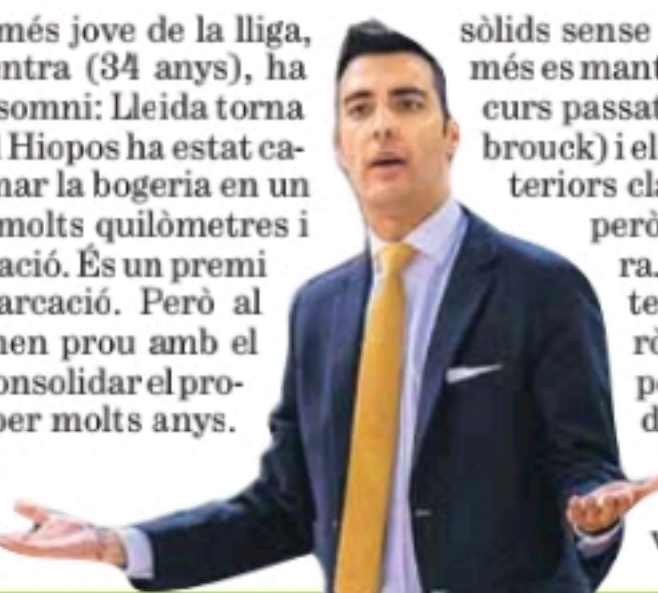 més jove de la lliga,
ntra (34 anys), ha
somni: Lleida torna
l Hiopos ha estat ca-
nar la bogeria en un
molts quilòmetres i
ació. És un premi
arcació. Però al
nen prou amb el
onsolidar el pro-
per molts anys.
sòlids sense
més es mant
curs passat
brouck) i el
teriors cla
però
ra.
te
rò
pe
d